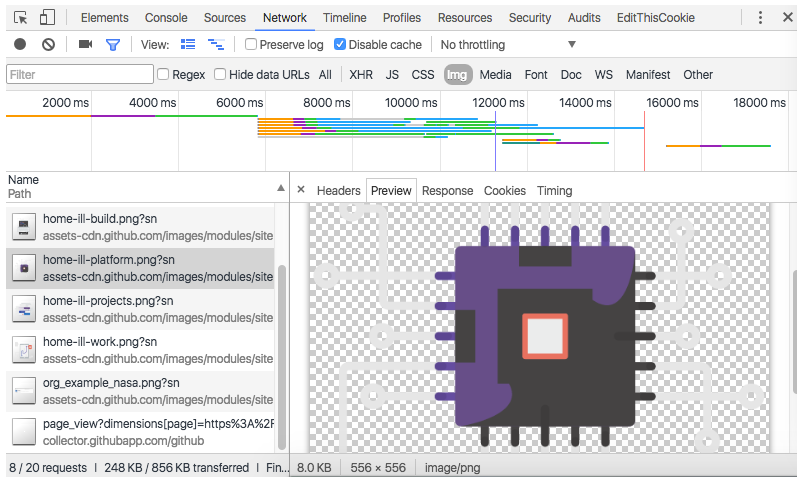 Elements Console Sources Network Timeline Profiles Resources Security Audits EditThisCookie
View: Preserve log Disable cache No throttling
Filter Regex Hide data URLs All XHR JS CSS Img Media Font Doc WS Manifest Other
2000 ms 4000 ms 6000 ms 8000 ms 10000 ms 12000 ms 14000 ms 16000 ms 18000 ms
Name
Path
Headers Preview Response Cookies Timing
home-ill-build.png?sn
assets-cdn.github.com/images/modules/site
home-ill-platform.png?sn
assets-cdn.github.com/images/modules/site
home-ill-projects.png?sn
assets-cdn.github.com/images/modules/site
home-ill-work.png?sn
assets-cdn.github.com/images/modules/site
org_example_nasa.png?sn
assets-cdn.github.com/images/modules/site
page_view?dimensions[page]=https%3A%2F
collector.githubapp.com/github
8 / 20 requests | 248 KB / 856 KB transferred | Fin...
8.0 KB 556 × 556 image/png